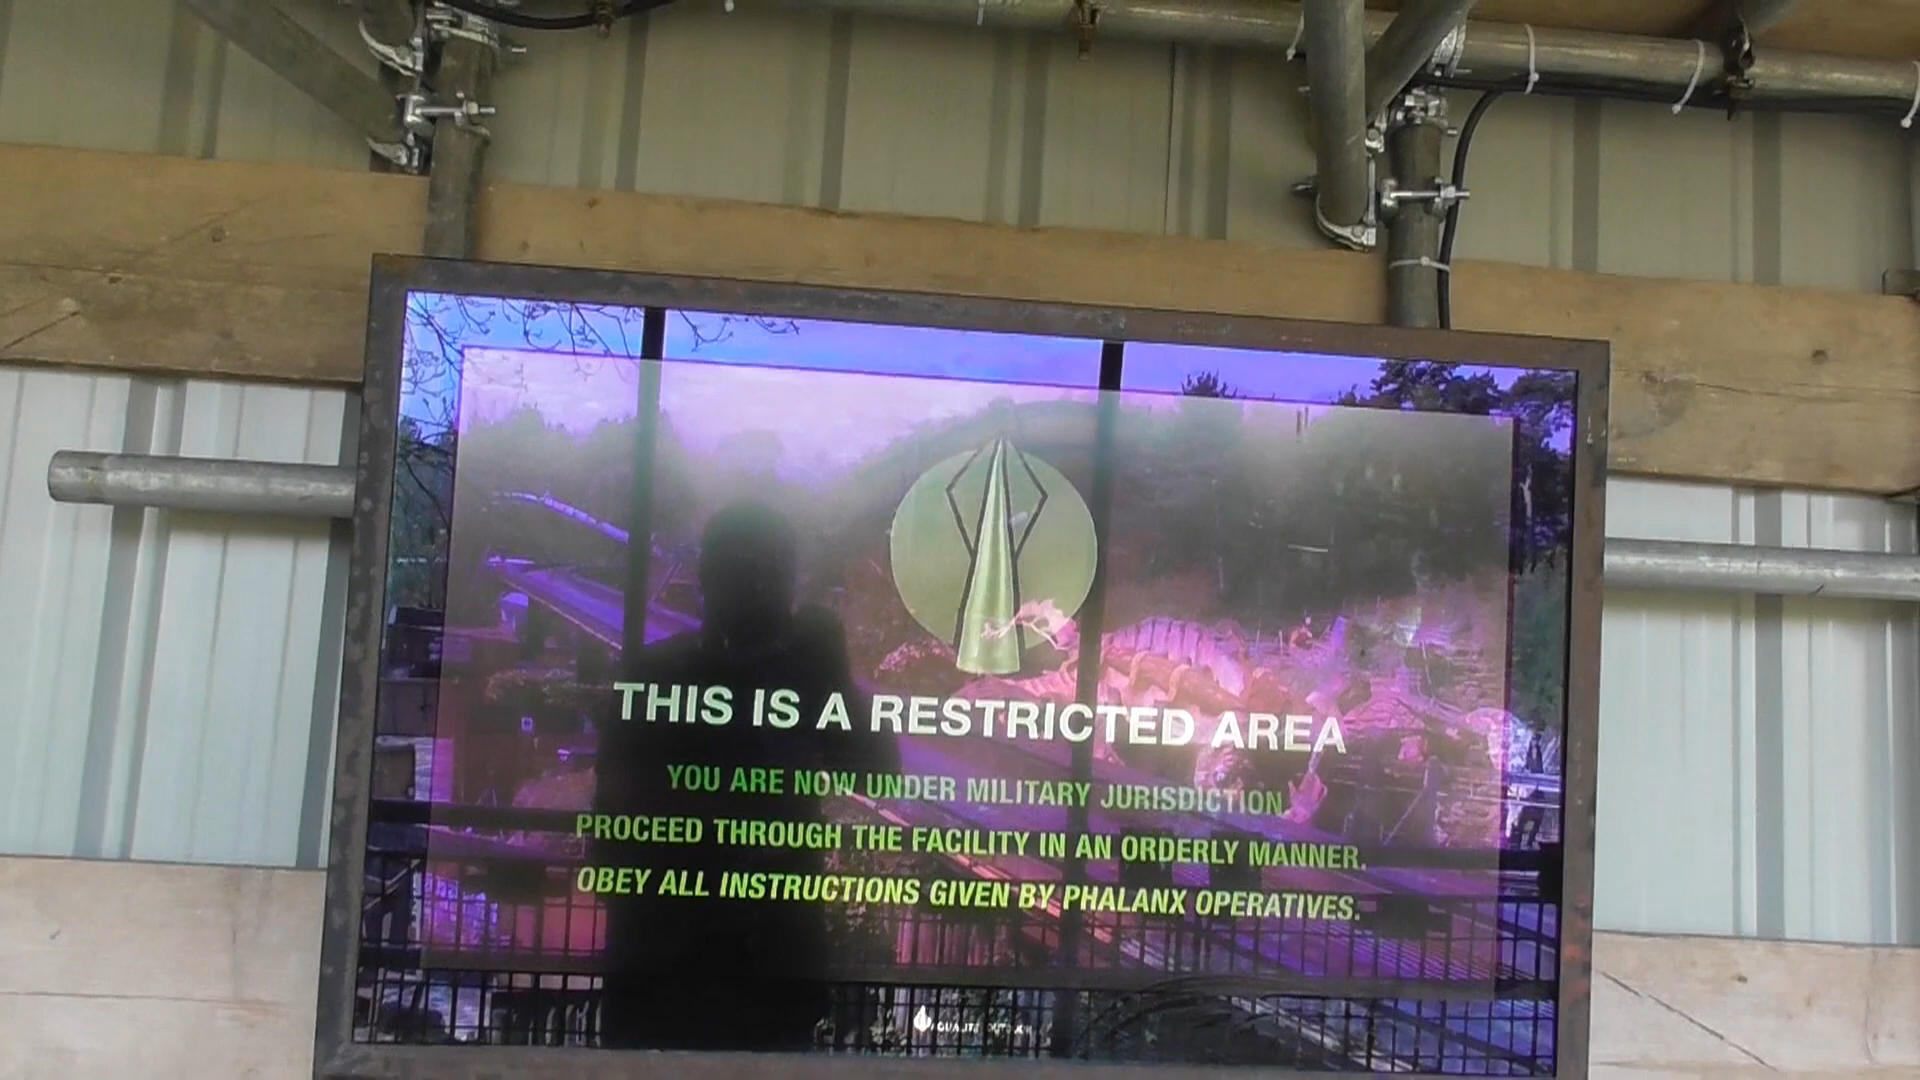 THIS IS A RESTRICTED AREA
YOU ARE NOW UNDER MILITARY JURISDICTION.
PROCEED THROUGH THE FACILITY IN AN ORDERLY MANNER.
OBEY ALL INSTRUCTIONS GIVEN BY PHALANX OPERATIVES.